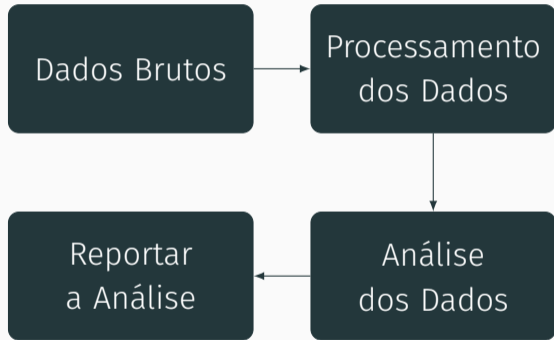 Dados Brutos
Processamento
dos Dados
Análise
dos Dados
Reportar
a Análise